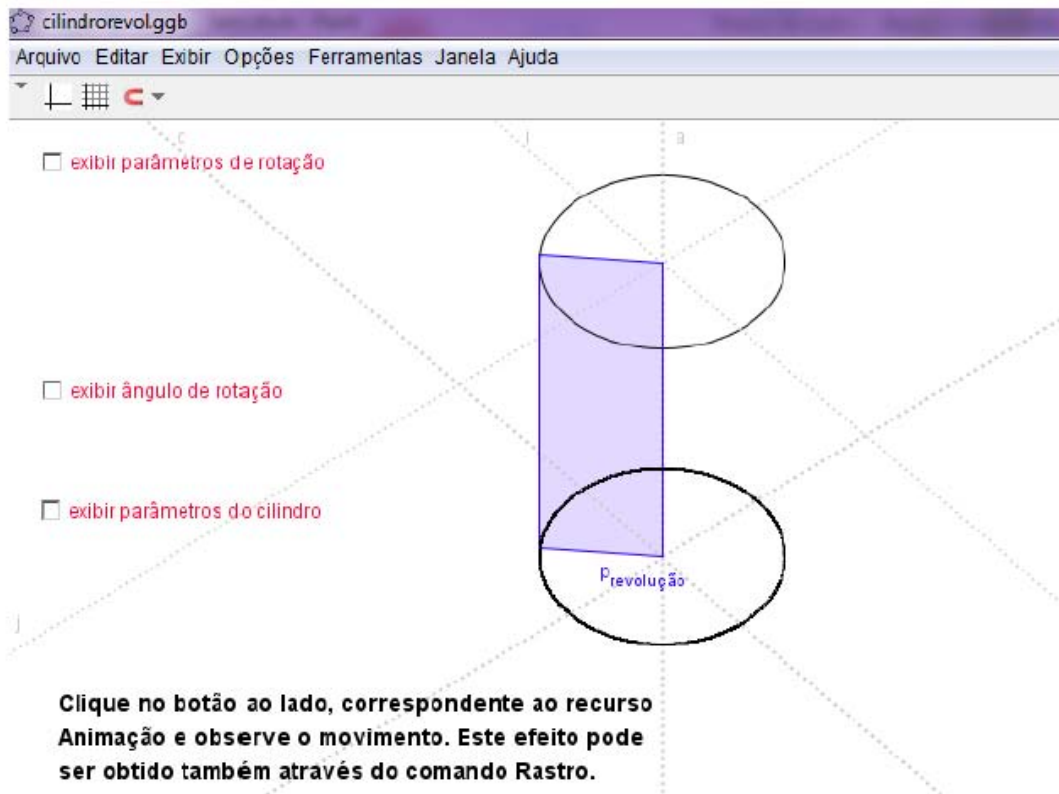 cilindrorevol.ggb
Arquivo Editar Exibir Opções Ferramentas Janela Ajuda
c
i
a
exibir parâmetros de rotação
exibir ângulo de rotação
exibir parâmetros do cilindro
prevolução
j
Clique no botão ao lado, correspondente ao recurso
Animação e observe o movimento. Este efeito pode
ser obtido também através do comando Rastro.